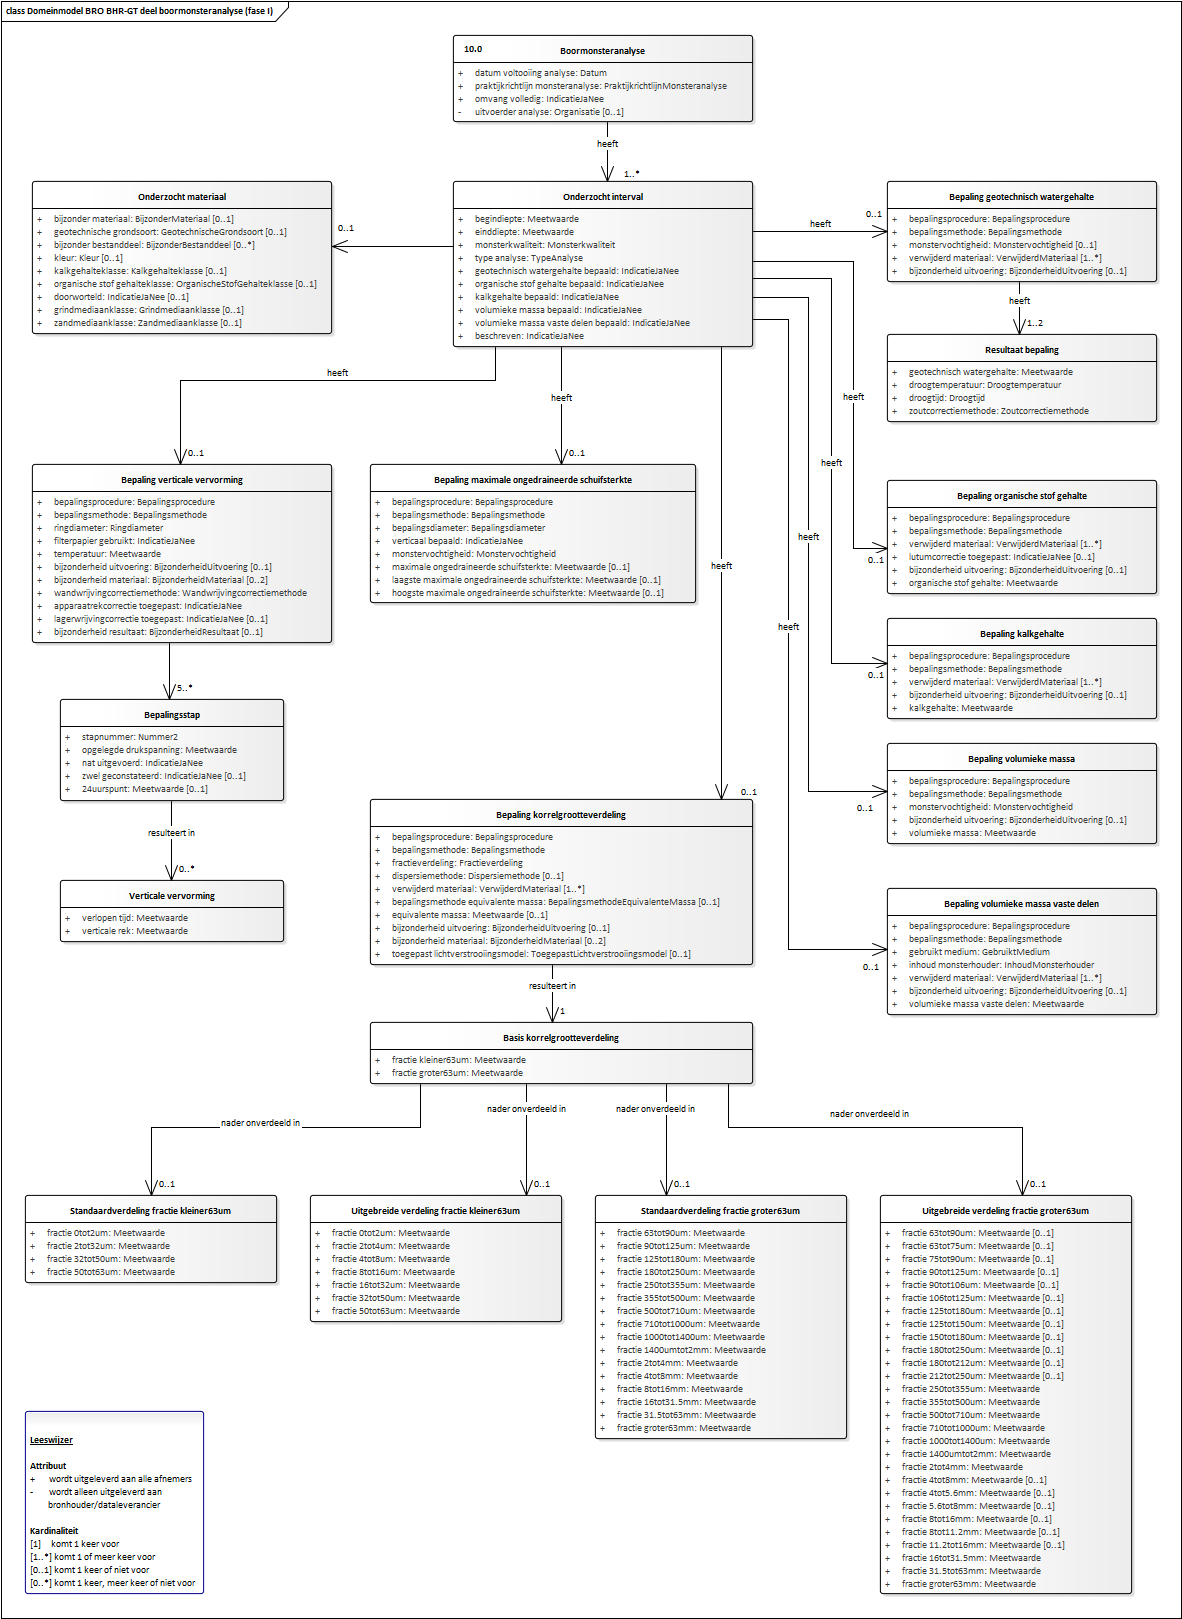 class Domeinmodel BRO BHR-GT deel boormonsteranalyse (fase I)
10.0 Boormonsteranalyse
+ datum voltooiing analyse: Datum
+ praktijkrichtlijn monsteranalyse: PraktijkrichtlijnMonsteranalyse
+ omvang volledig: IndicatieJaNee
- uitvoerder analyse: Organisatie [0..1]
heeft
1..*
Onderzocht materiaal
+ bijzonder materiaal: BijzonderMateriaal [0..1]
+ geotechnische grondsoort: GeotechnischeGrondsoort [0..1]
+ bijzonder bestanddeel: BijzonderBestanddeel [0..*]
+ kleur: Kleur [0..1]
+ kalkgehalteklasse: Kalkgehalteklasse [0..1]
+ organische stof gehalteklasse: OrganischeStofGehalteklasse [0..1]
+ doorworteld: IndicatieJaNee [0..1]
+ grindmediaanklasse: Grindmediaanklasse [0..1]
+ zandmediaanklasse: Zandmediaanklasse [0..1]
0..1
Onderzocht interval
+ begindiepte: Meetwaarde
+ einddiepte: Meetwaarde
+ monsterkwaliteit: Monsterkwaliteit
+ type analyse: TypeAnalyse
+ geotechnisch watergehalte bepaald: IndicatieJaNee
+ organische stof gehalte bepaald: IndicatieJaNee
+ kalkgehalte bepaald: IndicatieJaNee
+ volumieke massa bepaald: IndicatieJaNee
+ volumieke massa vaste delen bepaald: IndicatieJaNee
+ beschreven: IndicatieJaNee
heeft
0..1
Bepaling geotechnisch watergehalte
+ bepalingsprocedure: Bepalingsprocedure
+ bepalingsmethode: Bepalingsmethode
+ monstervochtigheid: Monstervochtigheid [0..1]
+ verwijderd materiaal: VerwijderdMateriaal [1..*]
+ bijzonderheid uitvoering: BijzonderheidUitvoering [0..1]
heeft
1..2
Resultaat bepaling
+ geotechnisch watergehalte: Meetwaarde
+ droogtemperatuur: Droogtemperatuur
+ droogtijd: Droogtijd
+ zoutcorrectiemethode: Zoutcorrectiemethode
heeft
0..1
Bepaling verticale vervorming
+ bepalingsprocedure: Bepalingsprocedure
+ bepalingsmethode: Bepalingsmethode
+ ringdiameter: Ringdiameter
+ filterpapier gebruikt: IndicatieJaNee
+ temperatuur: Meetwaarde
+ bijzonderheid uitvoering: BijzonderheidUitvoering [0..1]
+ bijzonderheid materiaal: BijzonderheidMateriaal [0..2]
+ wandwrijvingcorrectiemethode: Wandwrijvingcorrectiemethode
+ apparaatrekcorrectie toegepast: IndicatieJaNee
+ lagerwrijvingcorrectie toegepast: IndicatieJaNee [0..1]
+ bijzonderheid resultaat: BijzonderheidResultaat [0..1]
heeft
0..1
Bepaling maximale ongedraineerde schuifsterkte
+ bepalingsprocedure: Bepalingsprocedure
+ bepalingsmethode: Bepalingsmethode
+ bepalingsdiameter: Bepalingsdiameter
+ verticaal bepaald: IndicatieJaNee
+ monstervochtigheid: Monstervochtigheid
+ maximale ongedraineerde schuifsterkte: Meetwaarde [0..1]
+ laagste maximale ongedraineerde schuifsterkte: Meetwaarde [0..1]
+ hoogste maximale ongedraineerde schuifsterkte: Meetwaarde [0..1]
heeft
0..1
Bepaling organische stof gehalte
+ bepalingsprocedure: Bepalingsprocedure
+ bepalingsmethode: Bepalingsmethode
+ verwijderd materiaal: VerwijderdMateriaal [1..*]
+ lutumcorrectie toegepast: IndicatieJaNee [0..1]
+ bijzonderheid uitvoering: BijzonderheidUitvoering [0..1]
+ organische stof gehalte: Meetwaarde
heeft
0..1
Bepaling kalkgehalte
+ bepalingsprocedure: Bepalingsprocedure
+ bepalingsmethode: Bepalingsmethode
+ verwijderd materiaal: VerwijderdMateriaal [1..*]
+ bijzonderheid uitvoering: BijzonderheidUitvoering [0..1]
+ kalkgehalte: Meetwaarde
heeft
0..1
Bepaling volumieke massa
+ bepalingsprocedure: Bepalingsprocedure
+ bepalingsmethode: Bepalingsmethode
+ monstervochtigheid: Monstervochtigheid
+ bijzonderheid uitvoering: BijzonderheidUitvoering [0..1]
+ volumieke massa: Meetwaarde
heeft
0..1
Bepaling volumieke massa vaste delen
+ bepalingsprocedure: Bepalingsprocedure
+ bepalingsmethode: Bepalingsmethode
+ gebruikt medium: GebruiktMedium
+ inhoud monsterhouder: InhoudMonsterhouder
+ verwijderd materiaal: VerwijderdMateriaal [1..*]
+ bijzonderheid uitvoering: BijzonderheidUitvoering [0..1]
+ volumieke massa vaste delen: Meetwaarde
5..*
Bepalingsstap
+ stapnummer: Nummer2
+ opgelegde drukspanning: Meetwaarde
+ nat uitgevoerd: IndicatieJaNee
+ zwel geconstateerd: IndicatieJaNee [0..1]
+ 24uurspunt: Meetwaarde [0..1]
resulteert in
0..*
Verticale vervorming
+ verlopen tijd: Meetwaarde
+ verticale rek: Meetwaarde
heeft
0..1
Bepaling korrelgrootteverdeling
+ bepalingsprocedure: Bepalingsprocedure
+ bepalingsmethode: Bepalingsmethode
+ fractieverdeling: Fractieverdeling
+ dispersiemethode: Dispersiemethode [0..1]
+ verwijderd materiaal: VerwijderdMateriaal [1..*]
+ bepalingsmethode equivalente massa: BepalingsmethodeEquivalenteMassa [0..1]
+ equivalente massa: Meetwaarde [0..1]
+ bijzonderheid uitvoering: BijzonderheidUitvoering [0..1]
+ bijzonderheid materiaal: BijzonderheidMateriaal [0..2]
+ toegepast lichtverstrooiingsmodel: ToegepastLichtverstrooiingsmodel [0..1]
resulteert in
1
Basis korrelgrootteverdeling
+ fractie kleiner63um: Meetwaarde
+ fractie groter63um: Meetwaarde
nader onverdeeld in
0..1
nader onverdeeld in
0..1
nader onverdeeld in
0..1
nader onverdeeld in
0..1
Standaardverdeling fractie kleiner63um
+ fractie 0tot2um: Meetwaarde
+ fractie 2tot32um: Meetwaarde
+ fractie 32tot50um: Meetwaarde
+ fractie 50tot63um: Meetwaarde
Uitgebreide verdeling fractie kleiner63um
+ fractie 0tot2um: Meetwaarde
+ fractie 2tot4um: Meetwaarde
+ fractie 4tot8um: Meetwaarde
+ fractie 8tot16um: Meetwaarde
+ fractie 16tot32um: Meetwaarde
+ fractie 32tot50um: Meetwaarde
+ fractie 50tot63um: Meetwaarde
Standaardverdeling fractie groter63um
+ fractie 63tot90um: Meetwaarde
+ fractie 90tot125um: Meetwaarde
+ fractie 125tot180um: Meetwaarde
+ fractie 180tot250um: Meetwaarde
+ fractie 250tot355um: Meetwaarde
+ fractie 355tot500um: Meetwaarde
+ fractie 500tot710um: Meetwaarde
+ fractie 710tot1000um: Meetwaarde
+ fractie 1000tot1400um: Meetwaarde
+ fractie 1400umtot2mm: Meetwaarde
+ fractie 2tot4mm: Meetwaarde
+ fractie 4tot8mm: Meetwaarde
+ fractie 8tot16mm: Meetwaarde
+ fractie 16tot31.5mm: Meetwaarde
+ fractie 31.5tot63mm: Meetwaarde
+ fractie groter63mm: Meetwaarde
Uitgebreide verdeling fractie groter63um
+ fractie 63tot90um: Meetwaarde [0..1]
+ fractie 63tot75um: Meetwaarde [0..1]
+ fractie 75tot90um: Meetwaarde [0..1]
+ fractie 90tot125um: Meetwaarde [0..1]
+ fractie 90tot106um: Meetwaarde [0..1]
+ fractie 106tot125um: Meetwaarde [0..1]
+ fractie 125tot180um: Meetwaarde [0..1]
+ fractie 125tot150um: Meetwaarde [0..1]
+ fractie 150tot180um: Meetwaarde [0..1]
+ fractie 180tot250um: Meetwaarde [0..1]
+ fractie 180tot212um: Meetwaarde [0..1]
+ fractie 212tot250um: Meetwaarde [0..1]
+ fractie 250tot355um: Meetwaarde
+ fractie 355tot500um: Meetwaarde
+ fractie 500tot710um: Meetwaarde
+ fractie 710tot1000um: Meetwaarde
+ fractie 1000tot1400um: Meetwaarde
+ fractie 1400umtot2mm: Meetwaarde
+ fractie 2tot4mm: Meetwaarde
+ fractie 4tot8mm: Meetwaarde [0..1]
+ fractie 4tot5.6mm: Meetwaarde [0..1]
+ fractie 5.6tot8mm: Meetwaarde [0..1]
+ fractie 8tot16mm: Meetwaarde [0..1]
+ fractie 8tot11.2mm: Meetwaarde [0..1]
+ fractie 11.2tot16mm: Meetwaarde [0..1]
+ fractie 16tot31.5mm: Meetwaarde
+ fractie 31.5tot63mm: Meetwaarde
+ fractie groter63mm: Meetwaarde
Leeswijzer
Attribuut
+ wordt uitgeleverd aan alle afnemers
- wordt alleen uitgeleverd aan
bronhouder/dataleverancier
Kardinaliteit
[1] komt 1 keer voor
[1..*] komt 1 of meer keer voor
[0..1] komt 1 keer of niet voor
[0..*] komt 1 keer, meer keer of niet voor